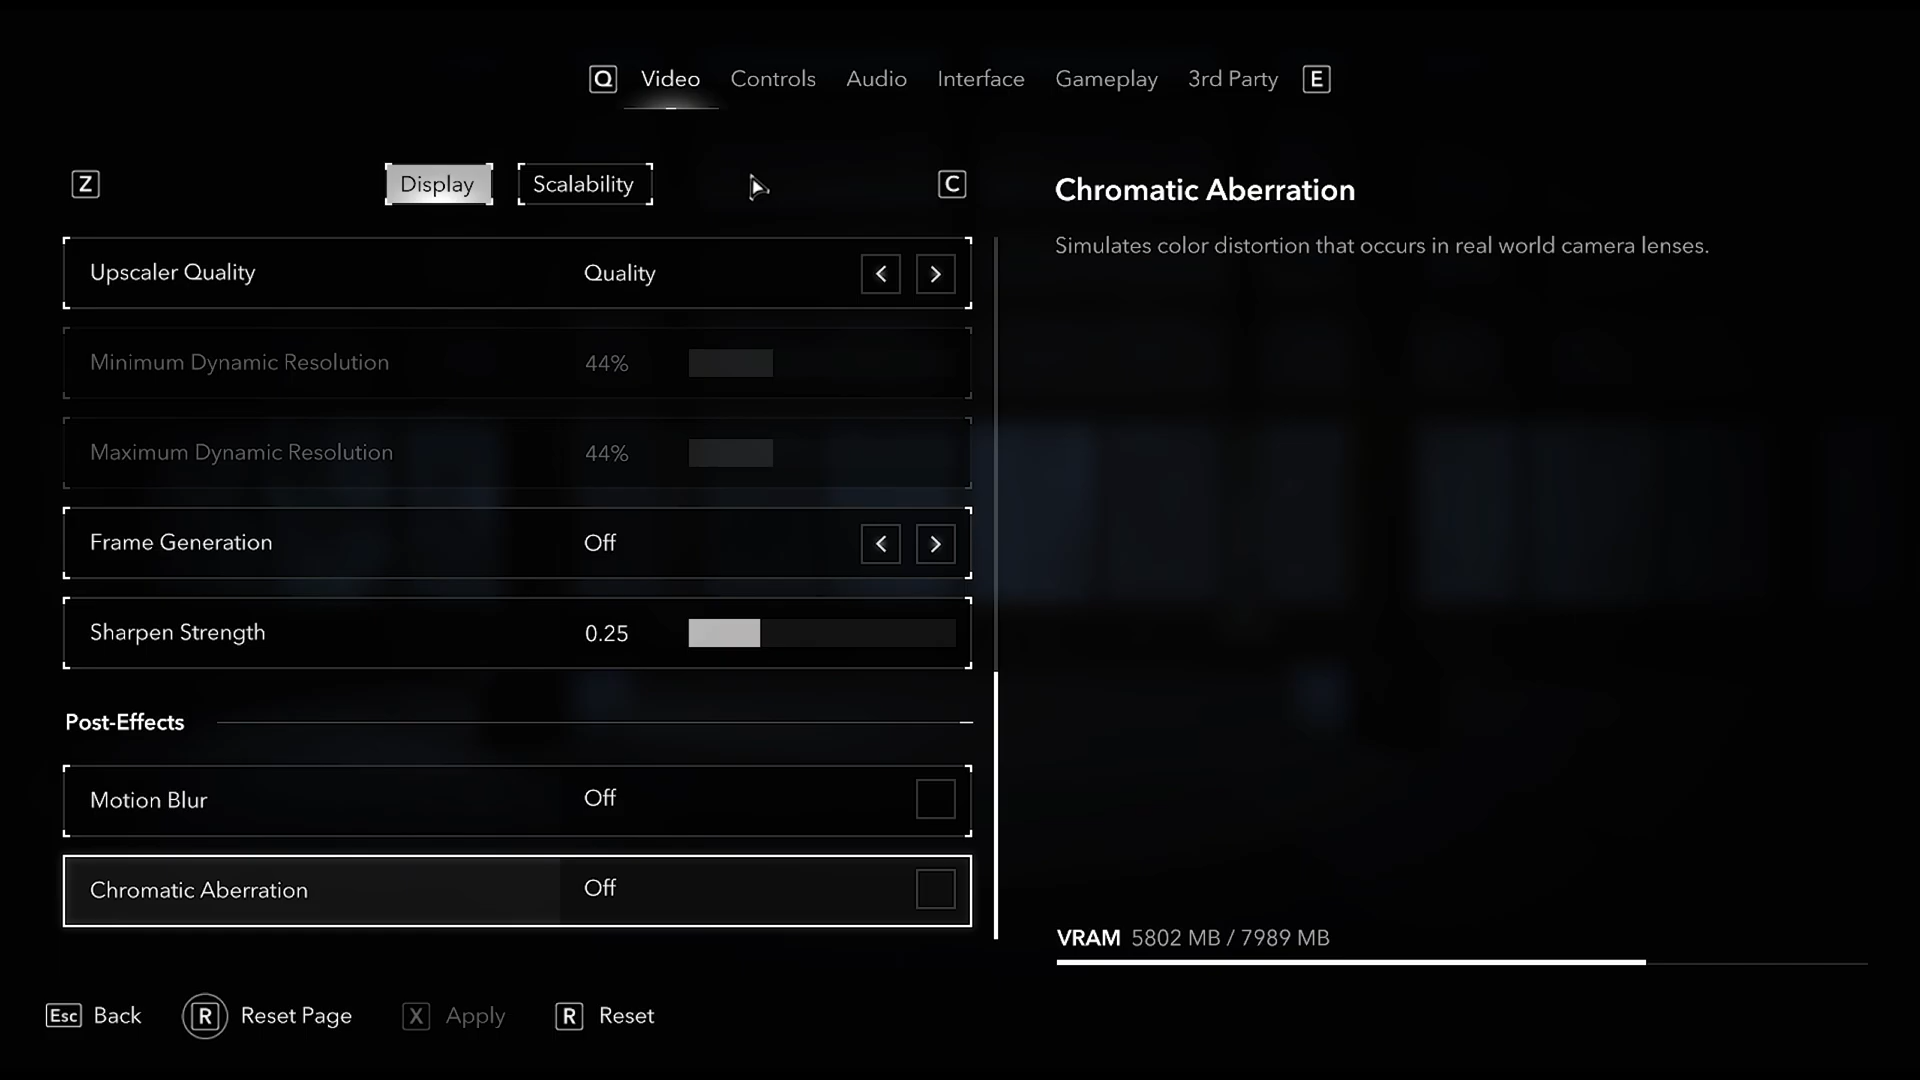 Q Video Controls Audio Interface Gameplay 3rd Party E
Z Display Scalability C
Upscaler Quality Quality
Minimum Dynamic Resolution 44%
Maximum Dynamic Resolution 44%
Frame Generation Off
Sharpen Strength 0.25
Post-Effects
Motion Blur Off
Chromatic Aberration Off
Chromatic Aberration
Simulates color distortion that occurs in real world camera lenses.
VRAM 5802 MB / 7989 MB
Esc Back R Reset Page X Apply R Reset